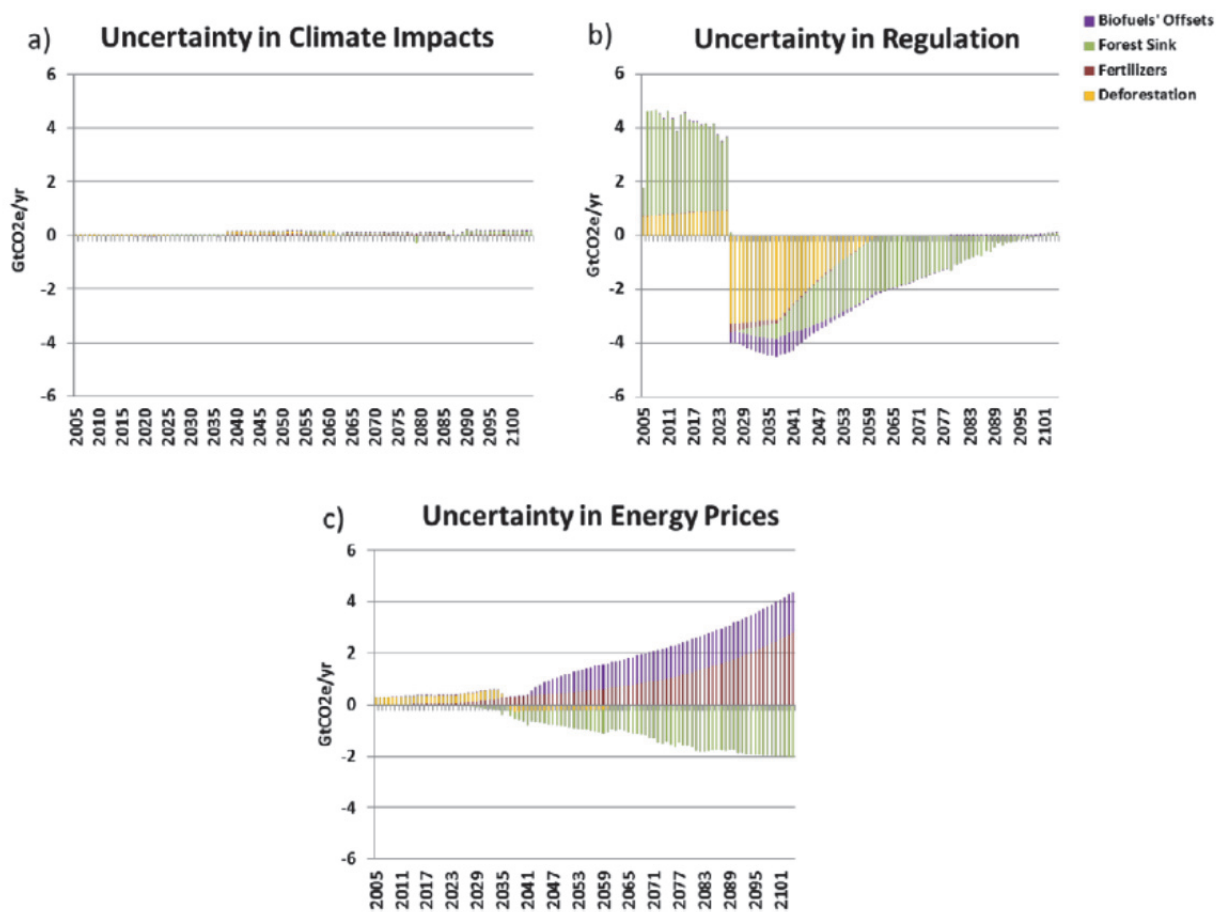 a) Uncertainty in Climate Impacts
6
4
2
0
-2
-4
-6
GtCO2e/yr
2005 2010 2015 2020 2025 2030 2035 2040 2045 2050 2055 2060 2065 2070 2075 2080 2085 2090 2095 2100
b) Uncertainty in Regulation
6
4
2
0
-2
-4
-6
GtCO2e/yr
2005 2011 2017 2023 2029 2035 2041 2047 2053 2059 2065 2071 2077 2083 2089 2095 2101
Biofuels' Offsets
Forest Sink
Fertilizers
Deforestation
c) Uncertainty in Energy Prices
6
4
2
0
-2
-4
-6
GtCO2e/yr
2005 2011 2017 2023 2029 2035 2041 2047 2053 2059 2065 2071 2077 2083 2089 2095 2101